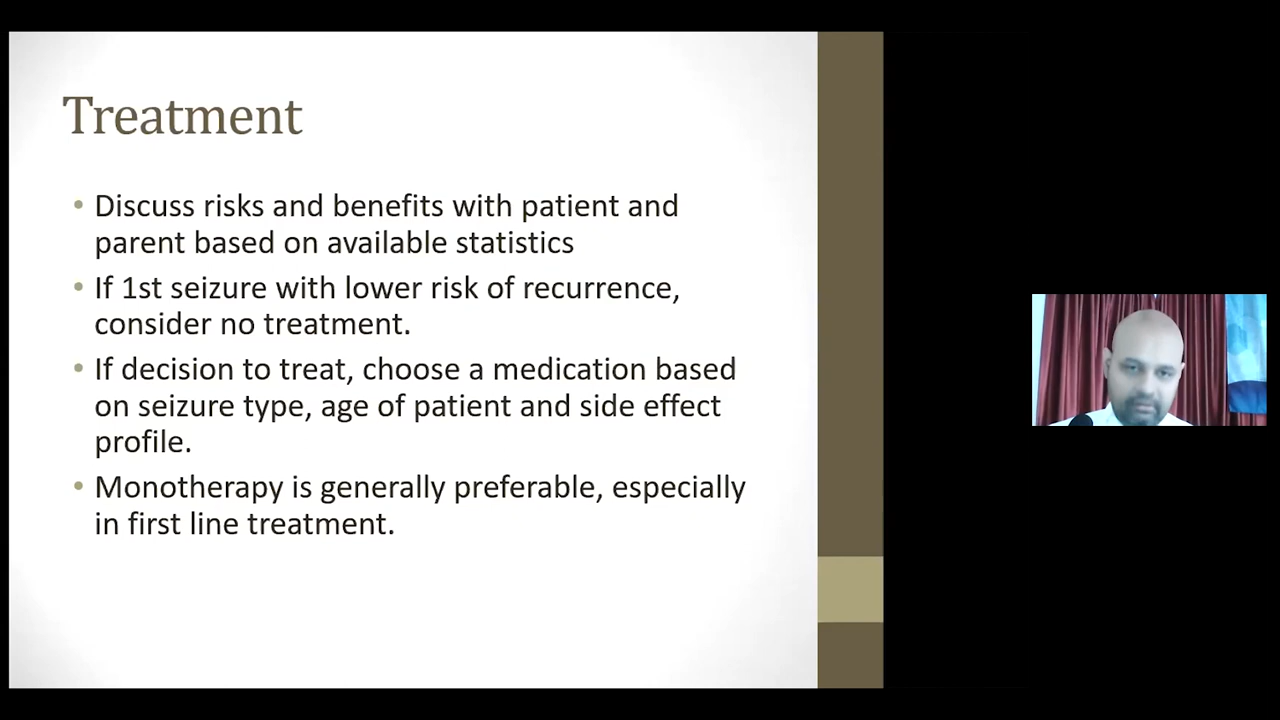 Treatment
• Discuss risks and benefits with patient and
parent based on available statistics
• If 1st seizure with lower risk of recurrence,
consider no treatment.
• If decision to treat, choose a medication based
on seizure type, age of patient and side effect
profile.
• Monotherapy is generally preferable, especially
in first line treatment.